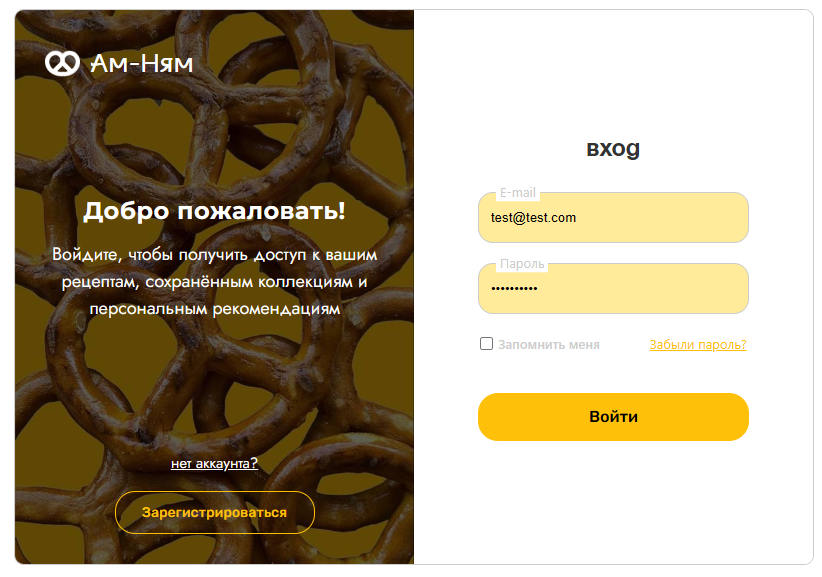 Ам-Ням
Добро пожаловать!
Войдите, чтобы получить доступ к вашим
рецептам, сохранённым коллекциям и
персональным рекомендациям
нет аккаунта?
Зарегистрироваться
вход
E-mail
test@test.com
Пароль
••••••••••
Запомнить меня
Забыли пароль?
Войти